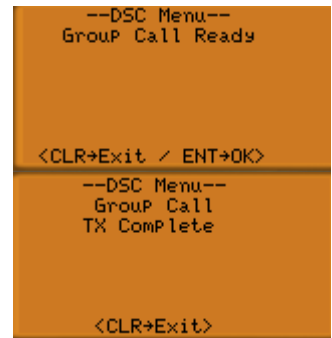 --DSC Menu--
Group Call Ready
<CLR→Exit / ENT→OK>
--DSC Menu--
Group Call
TX Complete
<CLR→Exit>